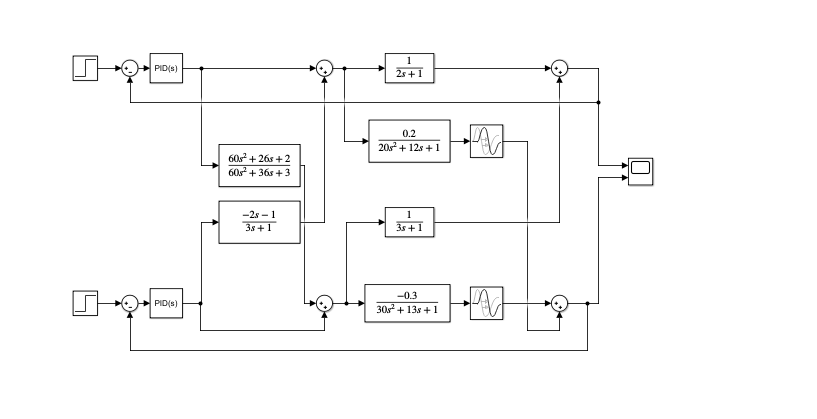 PID(s)
1
2s + 1
0.2
20s² + 12s + 1
60s² + 26s + 2
60s² + 36s + 3
−2s − 1
3s + 1
1
3s + 1
PID(s)
−0.3
30s² + 13s + 1